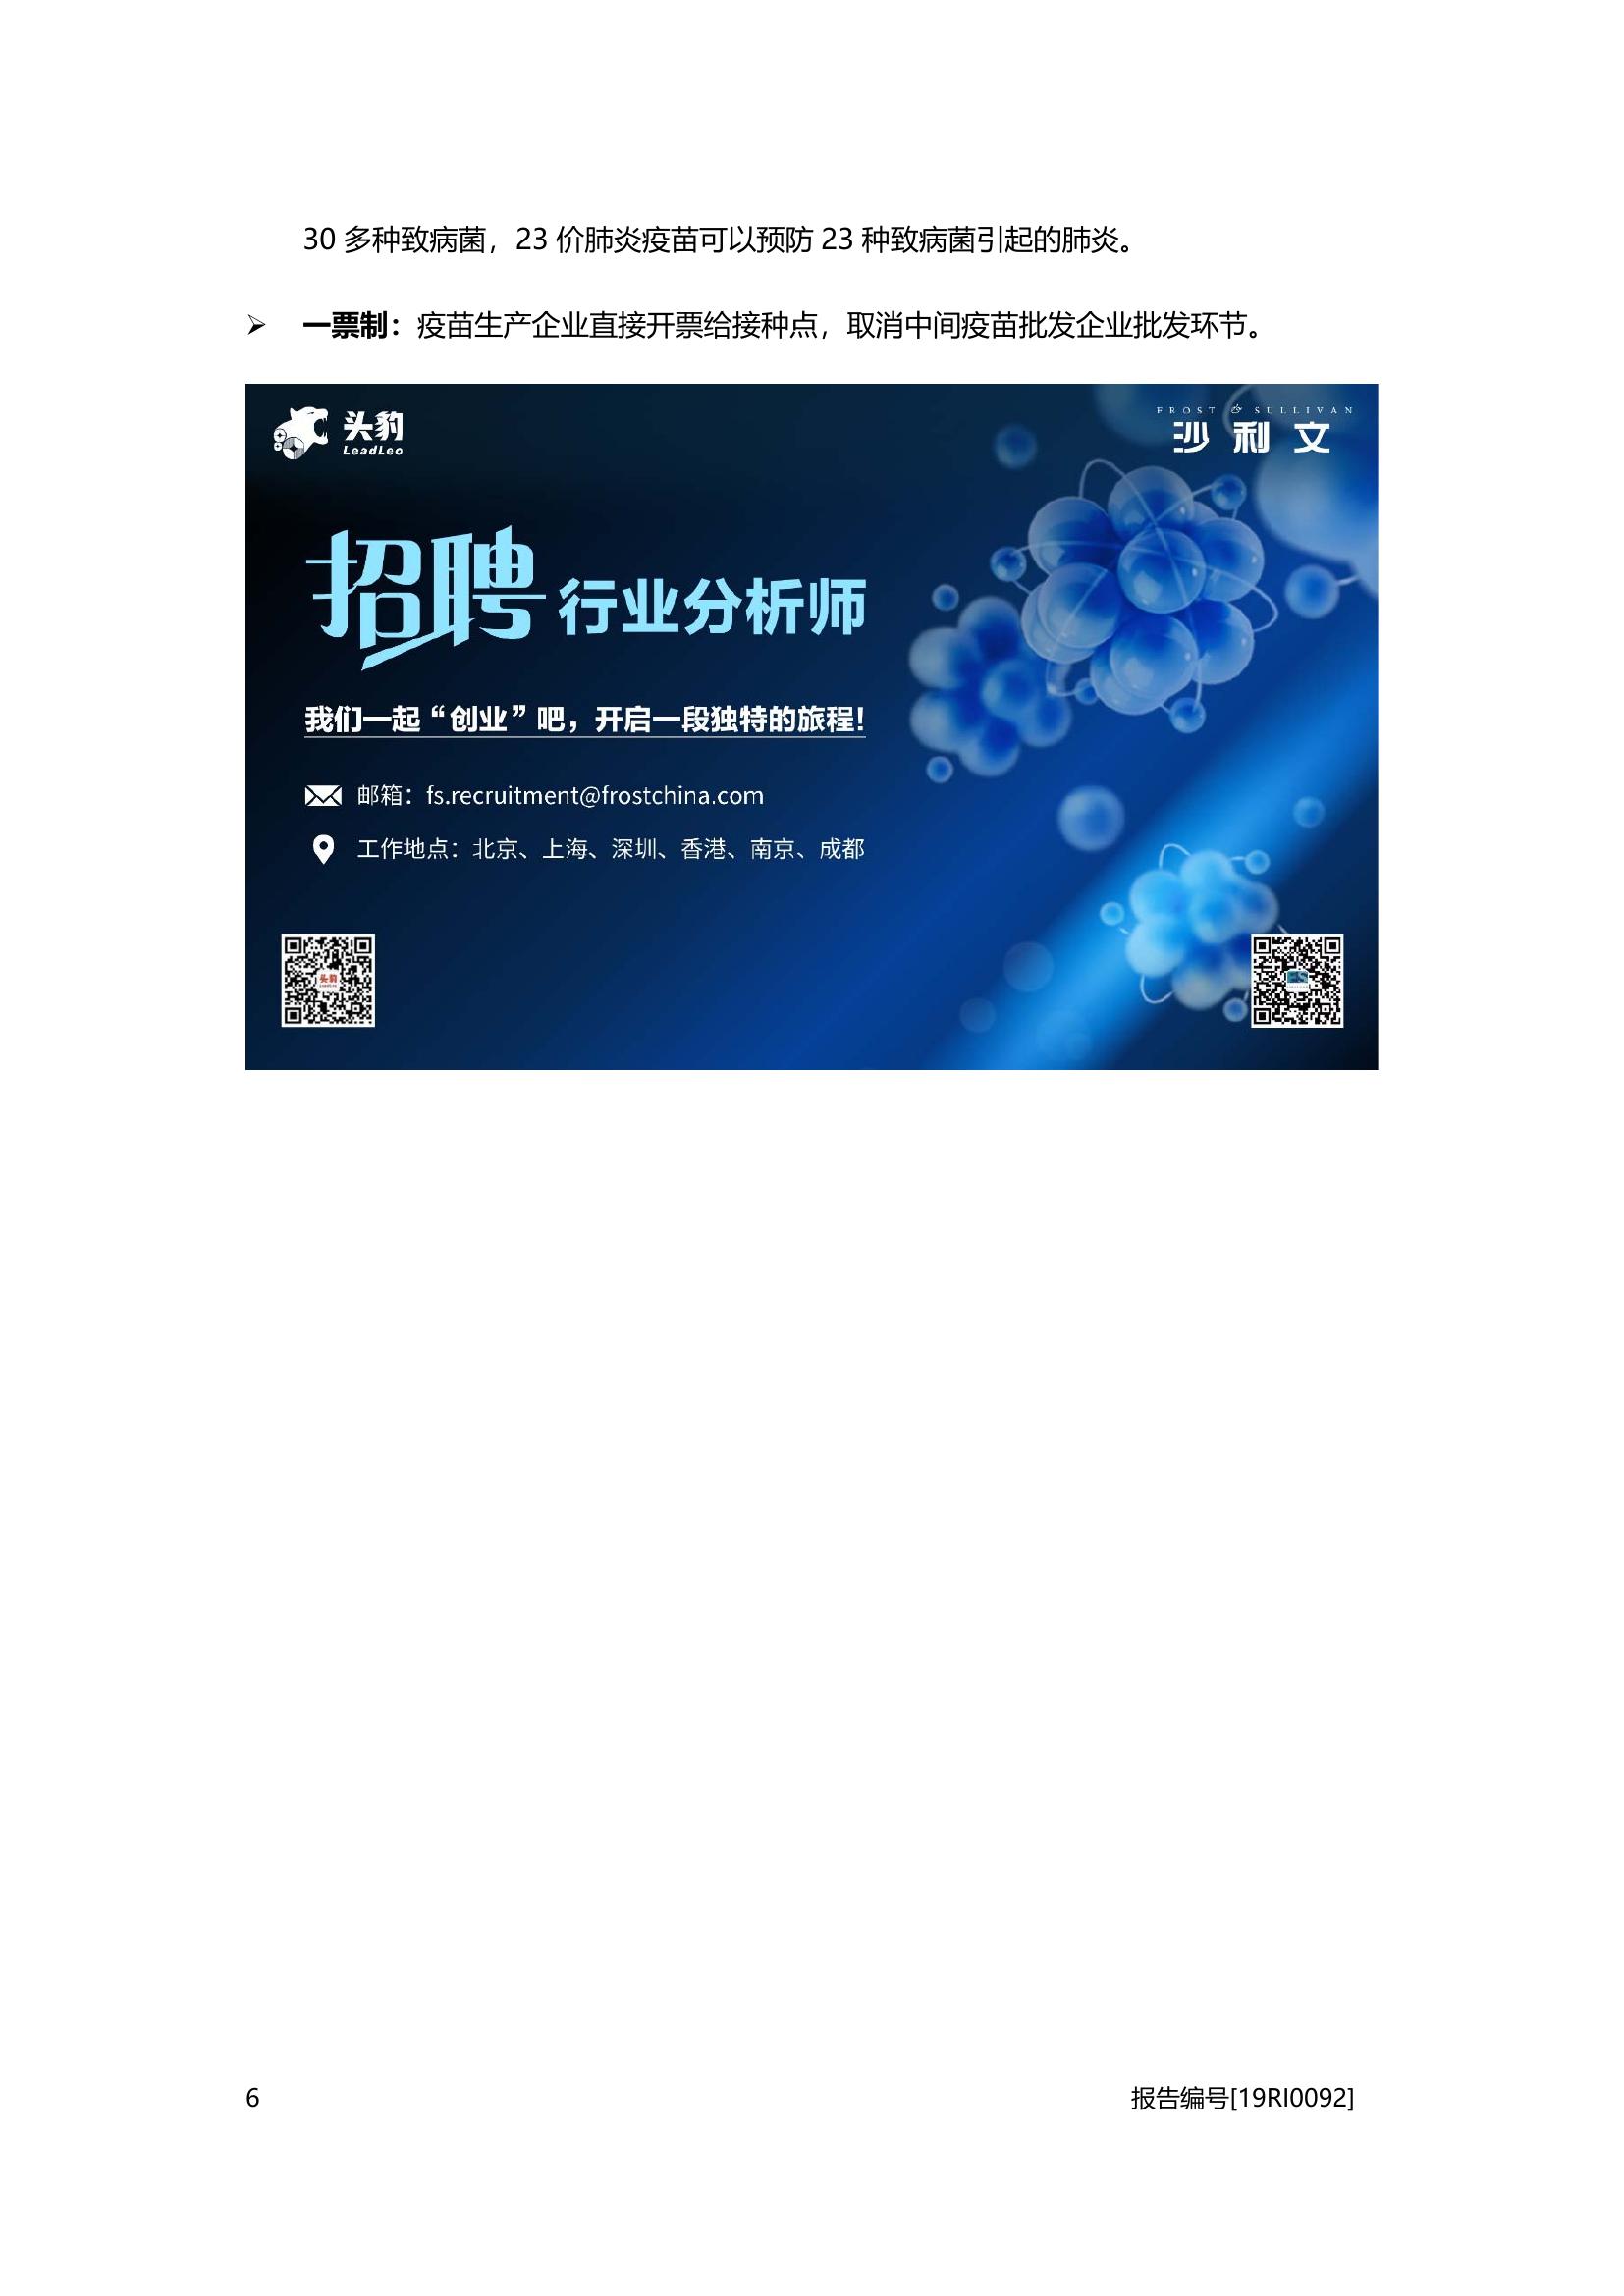 30 多种致病菌，23 价肺炎疫苗可以预防 23 种致病菌引起的肺炎。
➢ 一票制：疫苗生产企业直接开票给接种点，取消中间疫苗批发企业批发环节。
头豹
LeadLeo
FROST & SULLIVAN
沙利文
招聘 行业分析师
我们一起“创业”吧，开启一段独特的旅程！
邮箱：fs.recruitment@frostchina.com
工作地点：北京、上海、深圳、香港、南京、成都
头豹
6
报告编号[19RI0092]